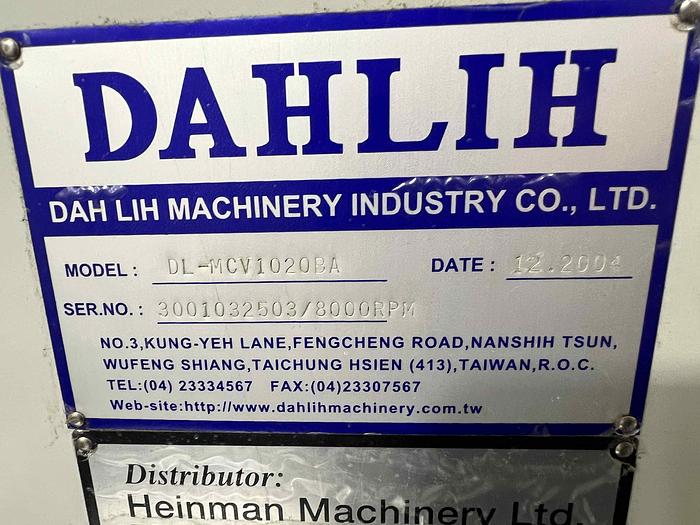 DAHLIH
DAH LIH MACHINERY INDUSTRY CO., LTD.
MODEL : DL-MCV1020BA DATE : 12.2004
SER.NO. : 3001032503/8000RPM
NO.3,KUNG-YEH LANE,FENGCHENG ROAD,NANSHIH TSUN,
WUFENG SHIANG,TAICHUNG HSIEN (413),TAIWAN,R.O.C.
TEL:(04) 23334567 FAX:(04)23307567
Web-site:http://www.dahlihmachinery.com.tw
Distributor:
Heinman Machinery Ltd.